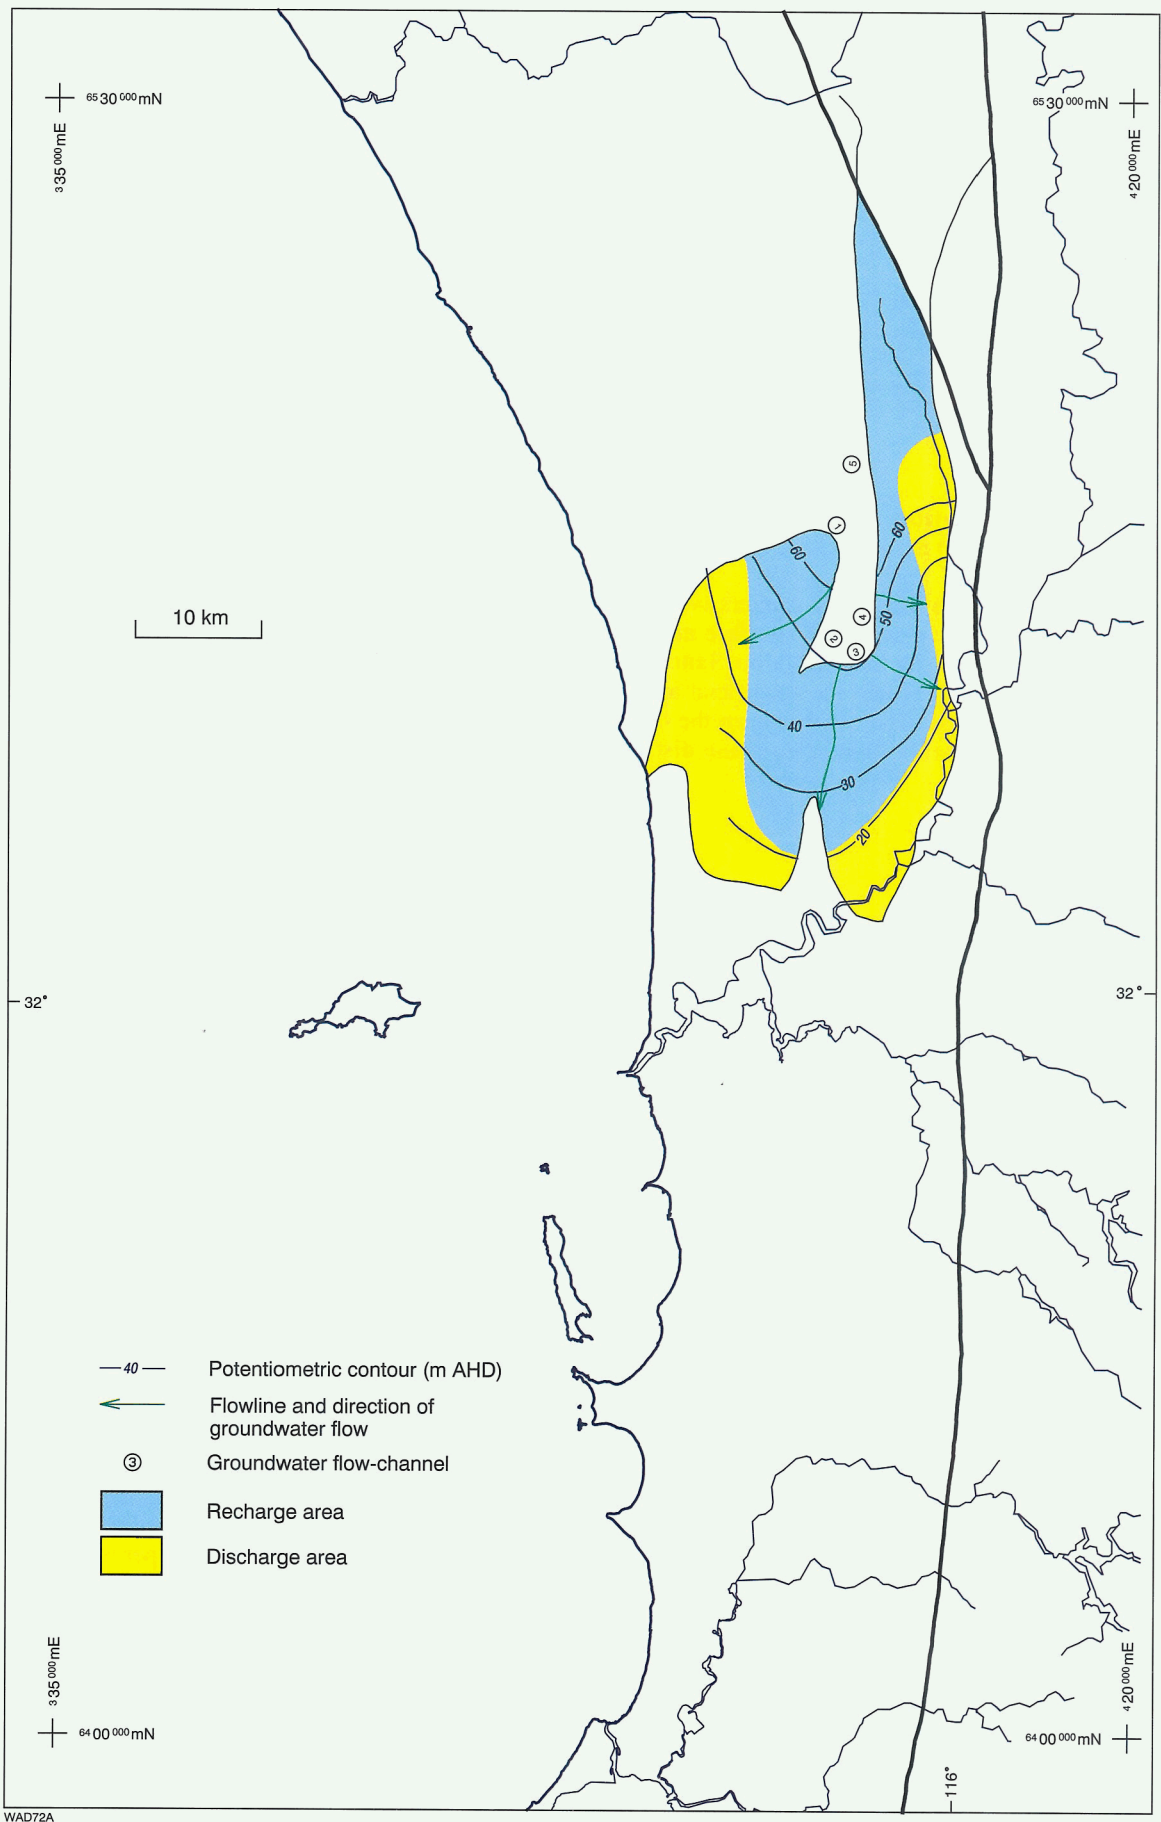 65 30 000 mN
65 30 000 mN
3 35 000 mE
4 20 000 mE
5
1
60
60
10 km
4
50
2
3
40
30
20
32°
32°
40 Potentiometric contour (m AHD)
Flowline and direction of
groundwater flow
3 Groundwater flow-channel
Recharge area
Discharge area
3 35 000 mE
4 20 000 mE
64 00 000 mN
64 00 000 mN
116°
WAD72A